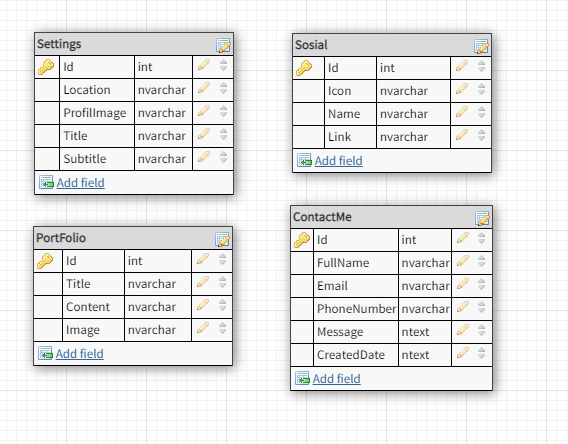 Settings
Id int
Location nvarchar
ProfilImage nvarchar
Title nvarchar
Subtitle nvarchar
Add field
Sosial
Id int
Icon nvarchar
Name nvarchar
Link nvarchar
Add field
PortFolio
Id int
Title nvarchar
Content nvarchar
Image nvarchar
Add field
ContactMe
Id int
FullName nvarchar
Email nvarchar
PhoneNumber nvarchar
Message ntext
CreatedDate ntext
Add field